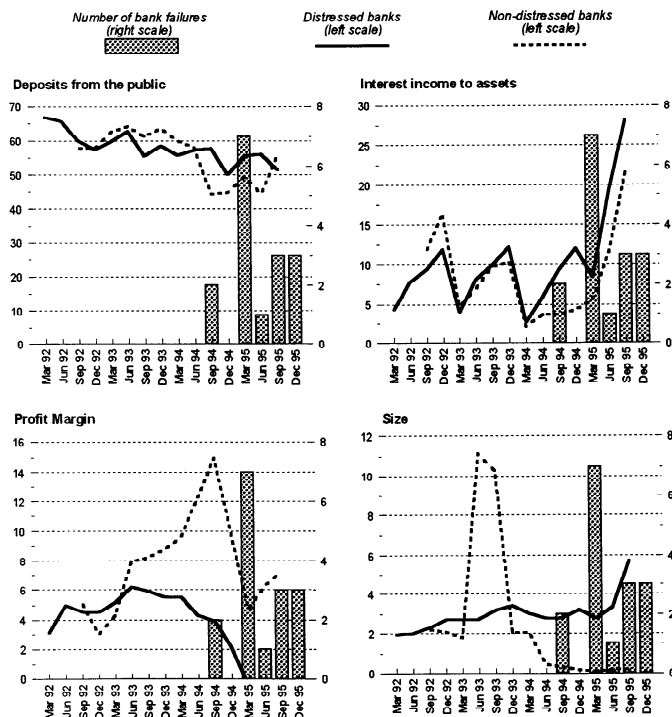 Number of bank failures
(right scale)
Distressed banks
(left scale)
Non-distressed banks
(left scale)
Deposits from the public
70
60
50
40
30
20
10
0
8
6
4
2
0
Mar 92
Jun 92
Sep 92
Dec 92
Mar 93
Jun 93
Sep 93
Dec 93
Mar 94
Jun 94
Sep 94
Dec 94
Mar 95
Jun 95
Sep 95
Dec 95
Interest income to assets
30
25
20
15
10
5
0
8
6
4
2
0
Mar 92
Jun 92
Sep 92
Dec 92
Mar 93
Jun 93
Sep 93
Dec 93
Mar 94
Jun 94
Sep 94
Dec 94
Mar 95
Jun 95
Sep 95
Dec 95
Profit Margin
16
14
12
10
8
6
4
2
0
8
6
4
2
0
Mar 92
Jun 92
Sep 92
Dec 92
Mar 93
Jun 93
Sep 93
Dec 93
Mar 94
Jun 94
Sep 94
Dec 94
Mar 95
Jun 95
Sep 95
Dec 95
Size
12
10
8
6
4
2
0
8
6
4
2
0
Mar 92
Jun 92
Sep 92
Dec 92
Mar 93
Jun 93
Sep 93
Dec 93
Mar 94
Jun 94
Sep 94
Dec 94
Mar 95
Jun 95
Sep 95
Dec 95